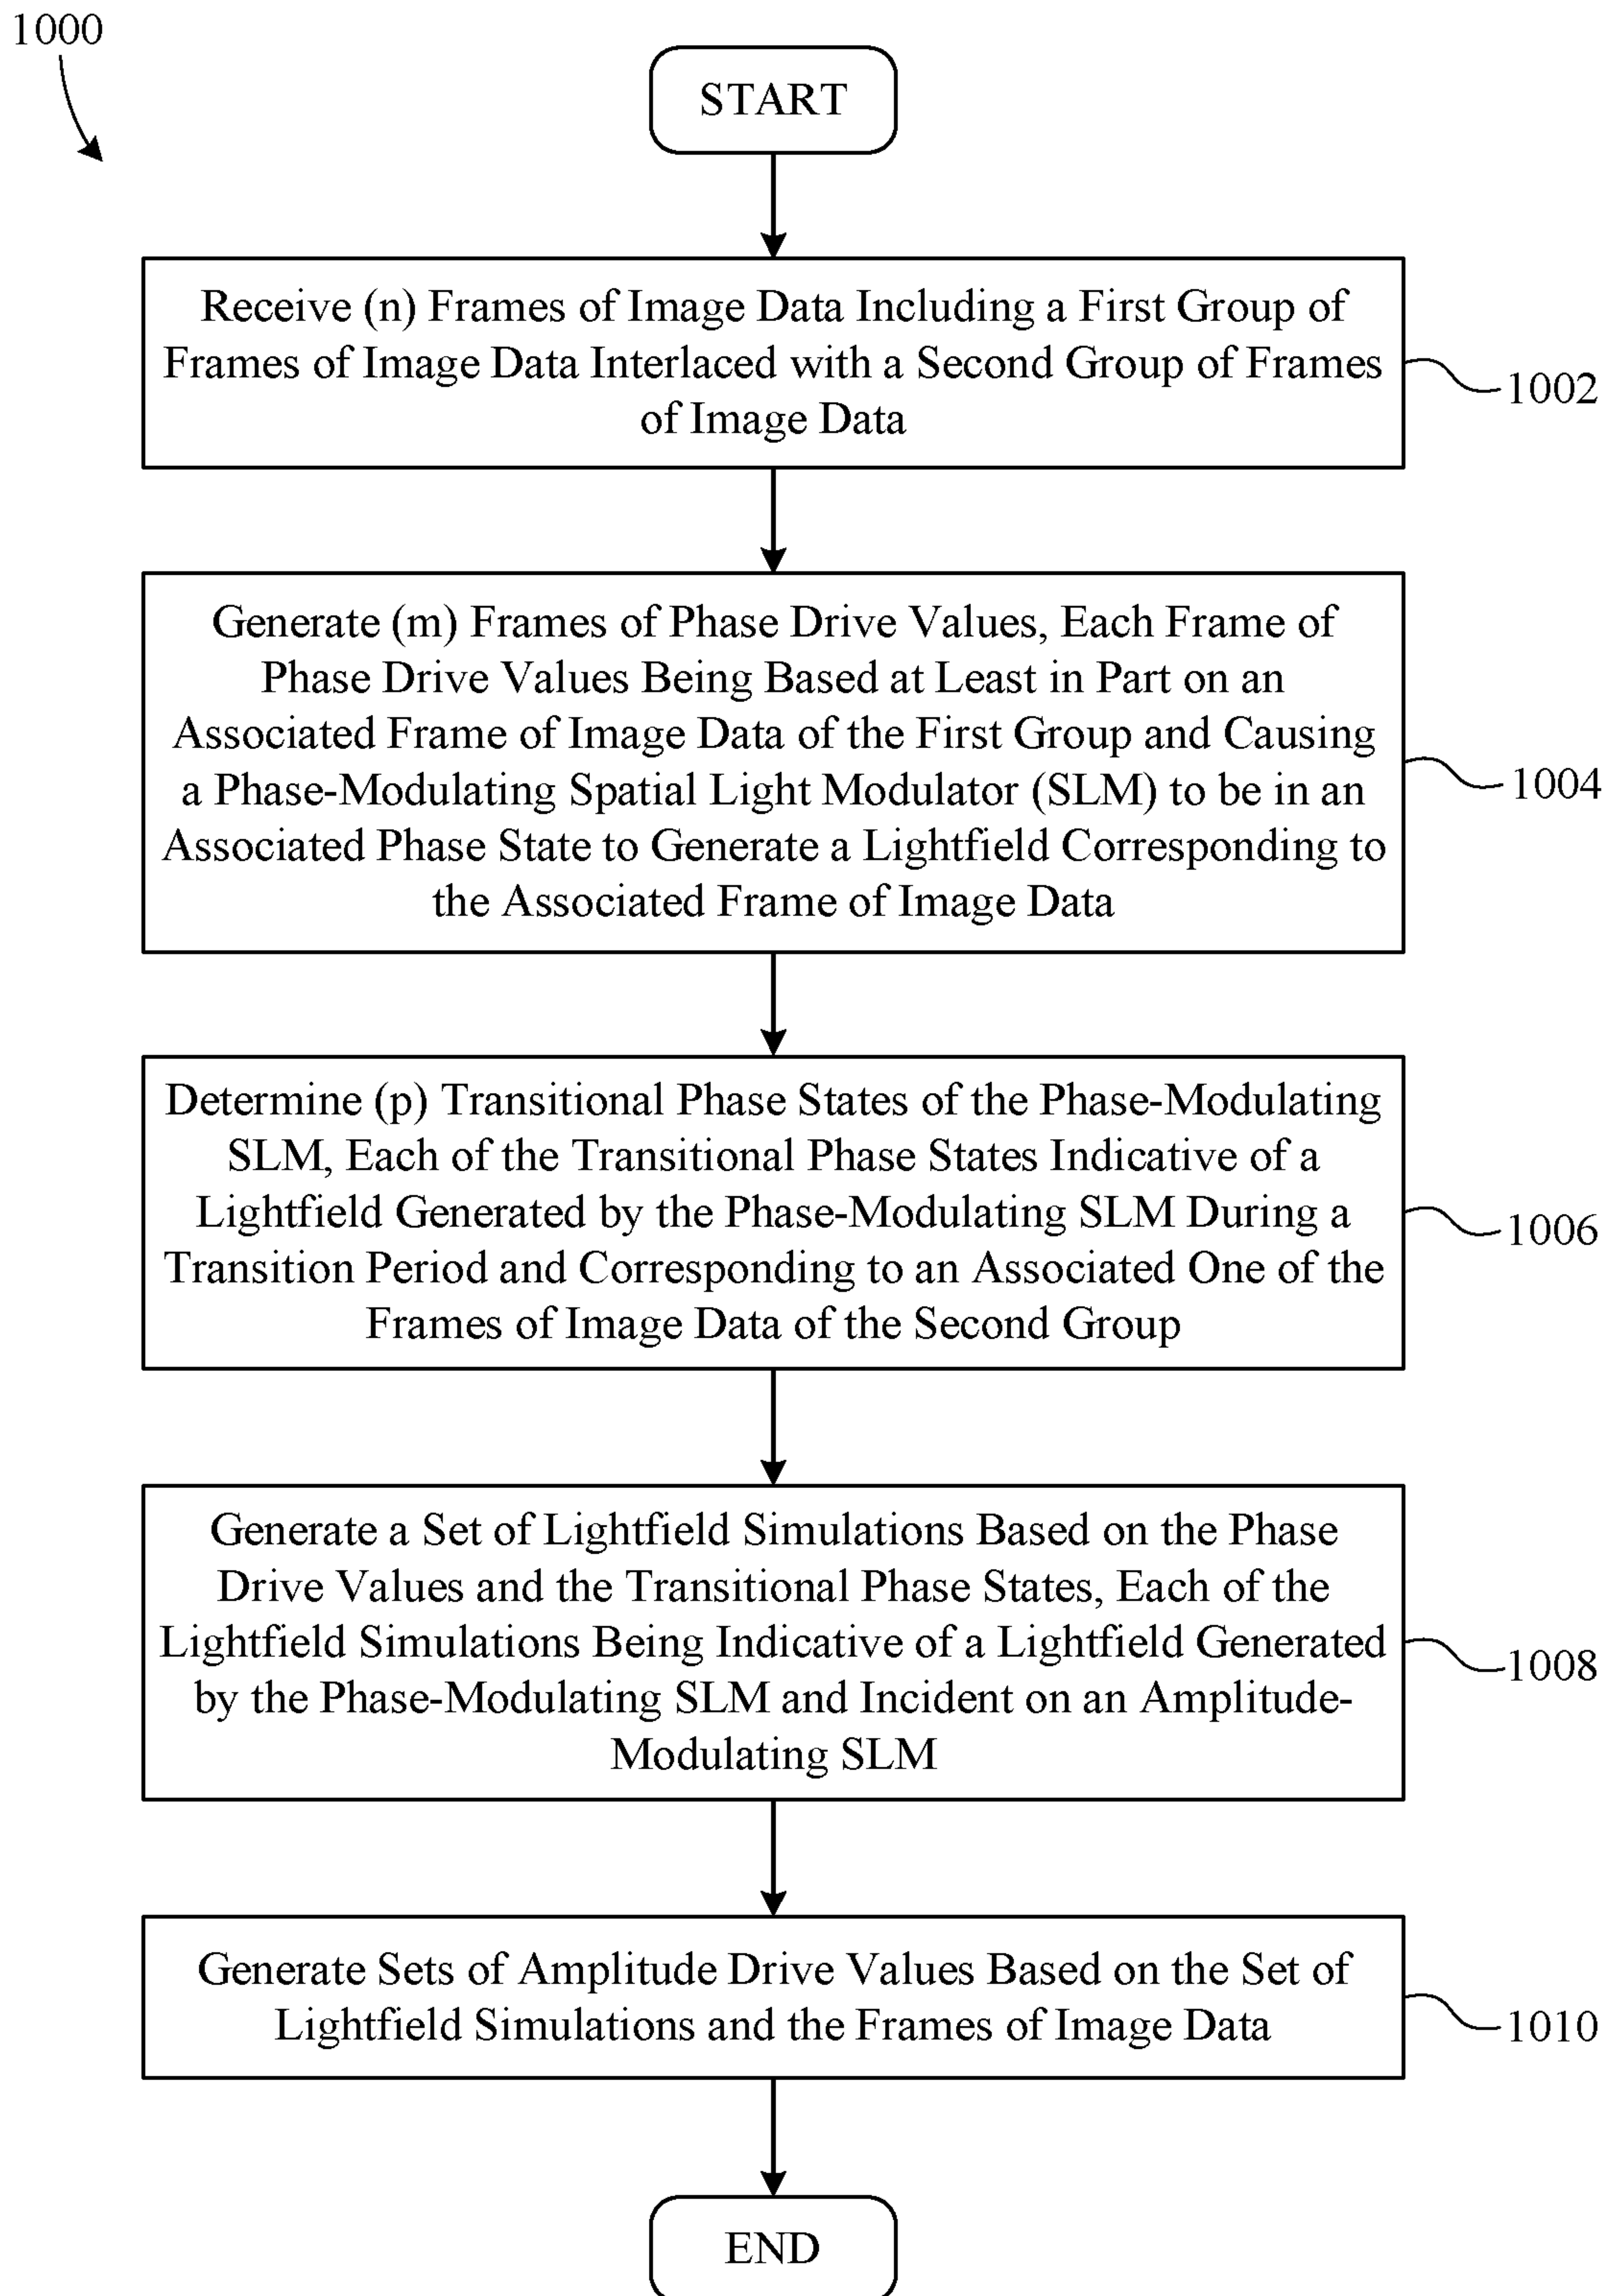 1000
START
Receive (n) Frames of Image Data Including a First Group of
Frames of Image Data Interlaced with a Second Group of Frames
of Image Data
1002
Generate (m) Frames of Phase Drive Values, Each Frame of
Phase Drive Values Being Based at Least in Part on an
Associated Frame of Image Data of the First Group and Causing
a Phase-Modulating Spatial Light Modulator (SLM) to be in an
Associated Phase State to Generate a Lightfield Corresponding to
the Associated Frame of Image Data
1004
Determine (p) Transitional Phase States of the Phase-Modulating
SLM, Each of the Transitional Phase States Indicative of a
Lightfield Generated by the Phase-Modulating SLM During a
Transition Period and Corresponding to an Associated One of the
Frames of Image Data of the Second Group
1006
Generate a Set of Lightfield Simulations Based on the Phase
Drive Values and the Transitional Phase States, Each of the
Lightfield Simulations Being Indicative of a Lightfield Generated
by the Phase-Modulating SLM and Incident on an Amplitude-
Modulating SLM
1008
Generate Sets of Amplitude Drive Values Based on the Set of
Lightfield Simulations and the Frames of Image Data
1010
END